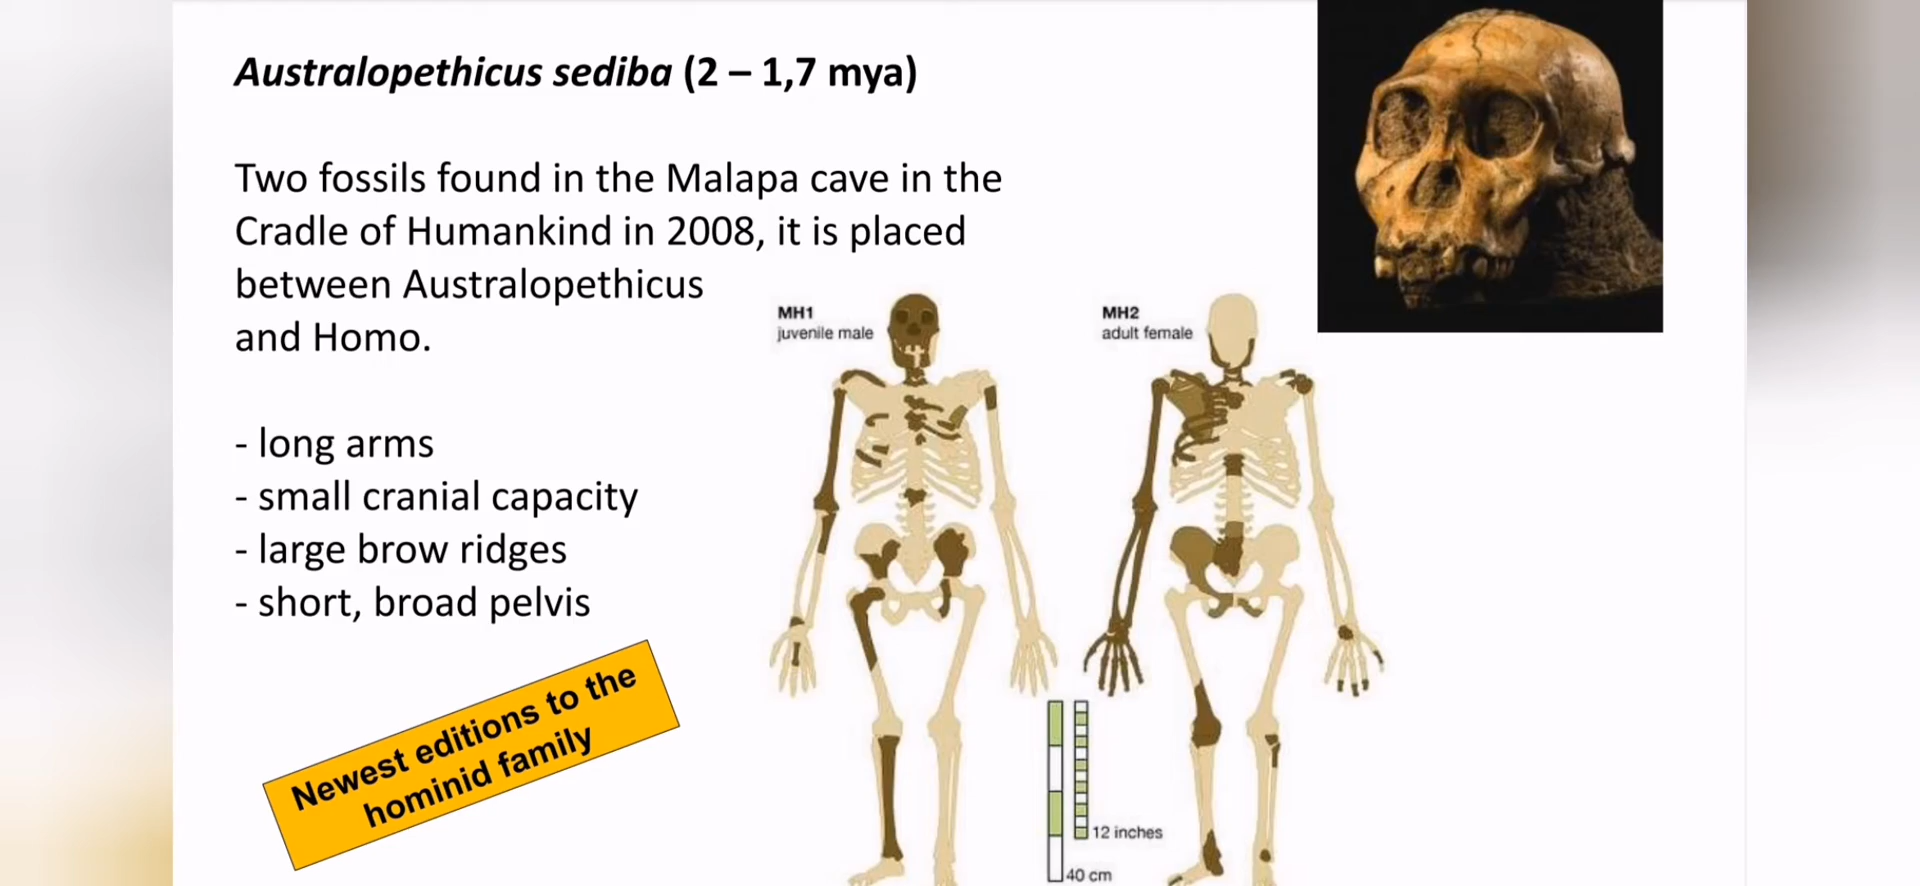 Australopethicus sediba (2 – 1,7 mya)
Two fossils found in the Malapa cave in the
Cradle of Humankind in 2008, it is placed
between Australopethicus
and Homo.
- long arms
- small cranial capacity
- large brow ridges
- short, broad pelvis
Newest editions to the
hominid family
MH1
juvenile male
MH2
adult female
12 inches
40 cm